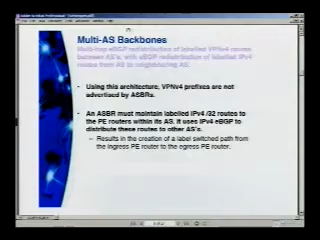 Multi-AS Backbones
Multi-hop eBGP redistribution of labelled VPNv4 routes
between AS's, with eBGP redistribution of labelled IPv4
routes from AS to neighbouring AS.
• Using this architecture, VPNv4 prefixes are not
advertised by ASBRs.
• An ASBR must maintain labelled IPv4 /32 routes to
the PE routers within its AS. It uses IPv4 eBGP to
distribute these routes to other AS's.
– Results in the creation of a label switched path from
the ingress PE router to the egress PE router.